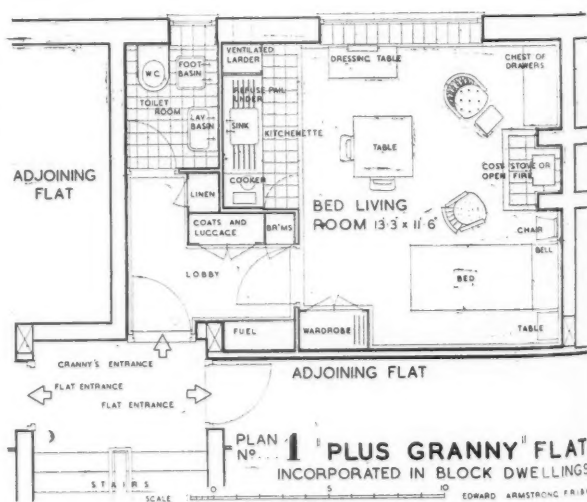 VENTILATED
LARDER
DRESSING TABLE
CHEST OF
DRAWERS
W.C.
FOOT
BASIN
TOILET
ROOM
REFUSE PAIL
UNDER
LAV.
BASIN
SINK
KITCHENETTE
TABLE
ADJOINING
FLAT
COSY STOVE OR
OPEN FIRE
LINEN
COOKER
BED LIVING
ROOM 13'3 x 11'6"
COATS AND
LUGGAGE
BR'MS
CHAIR
BELL
LOBBY
BED
FUEL
WARDROBE
TABLE
GRANNY'S ENTRANCE
FLAT ENTRANCE
FLAT ENTRANCE
ADJOINING FLAT
PLAN
Nº 1 "PLUS GRANNY" FLAT
INCORPORATED IN BLOCK DWELLINGS
STAIRS
SCALE 0 5 10
EDWARD ARMSTRONG